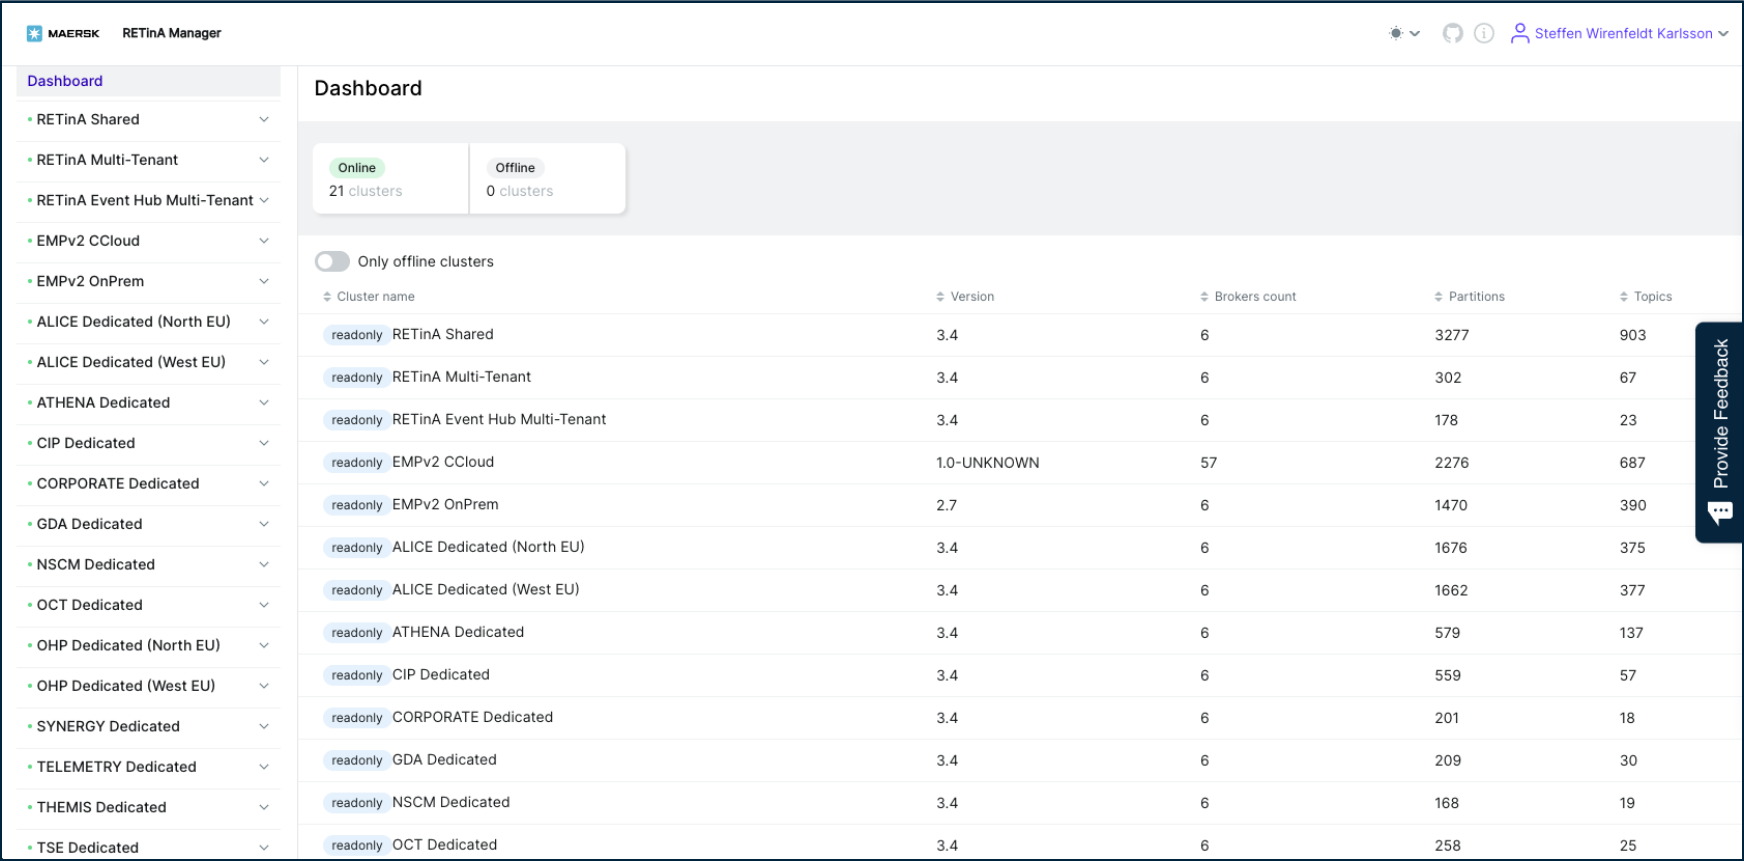 MAERSK RETinA Manager Steffen Wirenfeldt Karlsson
Dashboard
RETinA Shared
RETinA Multi-Tenant
RETinA Event Hub Multi-Tenant
EMPv2 CCloud
EMPv2 OnPrem
ALICE Dedicated (North EU)
ALICE Dedicated (West EU)
ATHENA Dedicated
CIP Dedicated
CORPORATE Dedicated
GDA Dedicated
NSCM Dedicated
OCT Dedicated
OHP Dedicated (North EU)
OHP Dedicated (West EU)
SYNERGY Dedicated
TELEMETRY Dedicated
THEMIS Dedicated
TSE Dedicated
Dashboard
Online
21 clusters
Offline
0 clusters
Only offline clusters
Cluster name Version Brokers count Partitions Topics
readonly RETinA Shared 3.4 6 3277 903
readonly RETinA Multi-Tenant 3.4 6 302 67
readonly RETinA Event Hub Multi-Tenant 3.4 6 178 23
readonly EMPv2 CCloud 1.0-UNKNOWN 57 2276 687
readonly EMPv2 OnPrem 2.7 6 1470 390
readonly ALICE Dedicated (North EU) 3.4 6 1676 375
readonly ALICE Dedicated (West EU) 3.4 6 1662 377
readonly ATHENA Dedicated 3.4 6 579 137
readonly CIP Dedicated 3.4 6 559 57
readonly CORPORATE Dedicated 3.4 6 201 18
readonly GDA Dedicated 3.4 6 209 30
readonly NSCM Dedicated 3.4 6 168 19
readonly OCT Dedicated 3.4 6 258 25
Provide Feedback